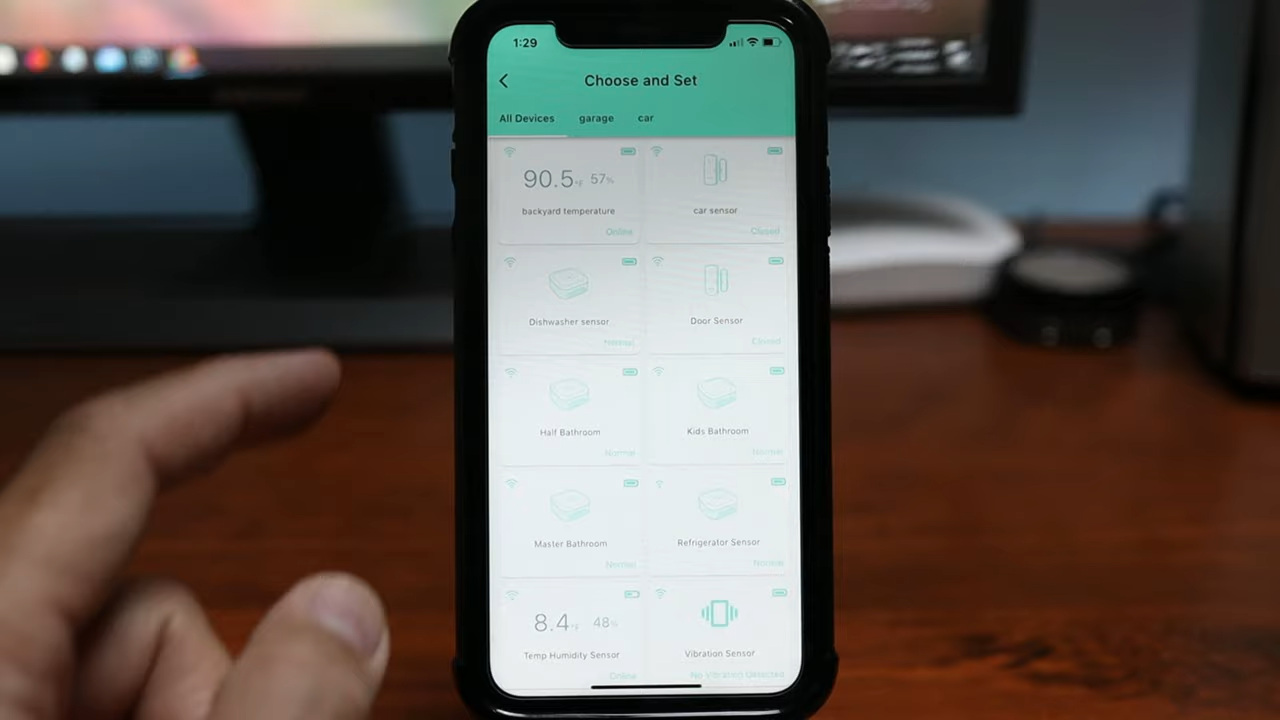 1:29
Choose and Set
All Devices garage car
90.5°F 57%
backyard temperature
Online
car sensor
Closed
Dishwasher sensor
Normal
Door Sensor
Closed
Half Bathroom
Normal
Kids Bathroom
Normal
Master Bathroom
Normal
Refrigerator Sensor
Normal
8.4°F 48%
Temp Humidity Sensor
Online
Vibration Sensor
No Vibration Detected